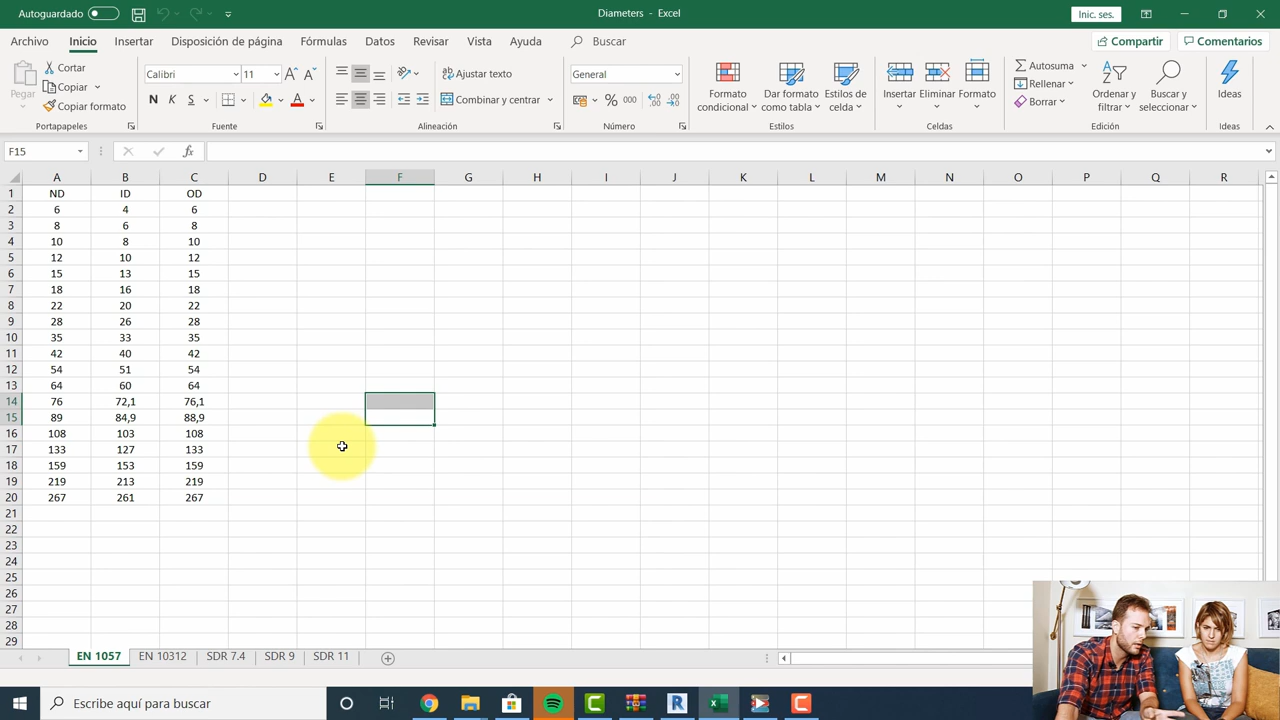 Autoguardado
Diameters - Excel
Inic. ses.
Archivo Inicio Insertar Disposición de página Fórmulas Datos Revisar Vista Ayuda Buscar Compartir Comentarios
Pegar
Cortar
Copiar
Copiar formato
Portapapeles
Calibri 11
N K S
Fuente
Ajustar texto
Combinar y centrar
Alineación
General
% 000
Número
Formato condicional
Dar formato como tabla
Estilos de celda
Estilos
Insertar Eliminar Formato
Celdas
Autosuma
Rellenar
Borrar
Ordenar y filtrar
Buscar y seleccionar
Edición
Ideas
Ideas
F15 fx
A B C D E F G H I J K L M N O P Q R
1 ND ID OD
2 6 4 6
3 8 6 8
4 10 8 10
5 12 10 12
6 15 13 15
7 18 16 18
8 22 20 22
9 28 26 28
10 35 33 35
11 42 40 42
12 54 51 54
13 64 60 64
14 76 72,1 76,1
15 89 84,9 88,9
16 108 103 108
17 133 127 133
18 159 153 159
19 219 213 219
20 267 261 267
21
22
23
24
25
26
27
28
29
EN 1057 EN 10312 SDR 7.4 SDR 9 SDR 11
Escribe aquí para buscar